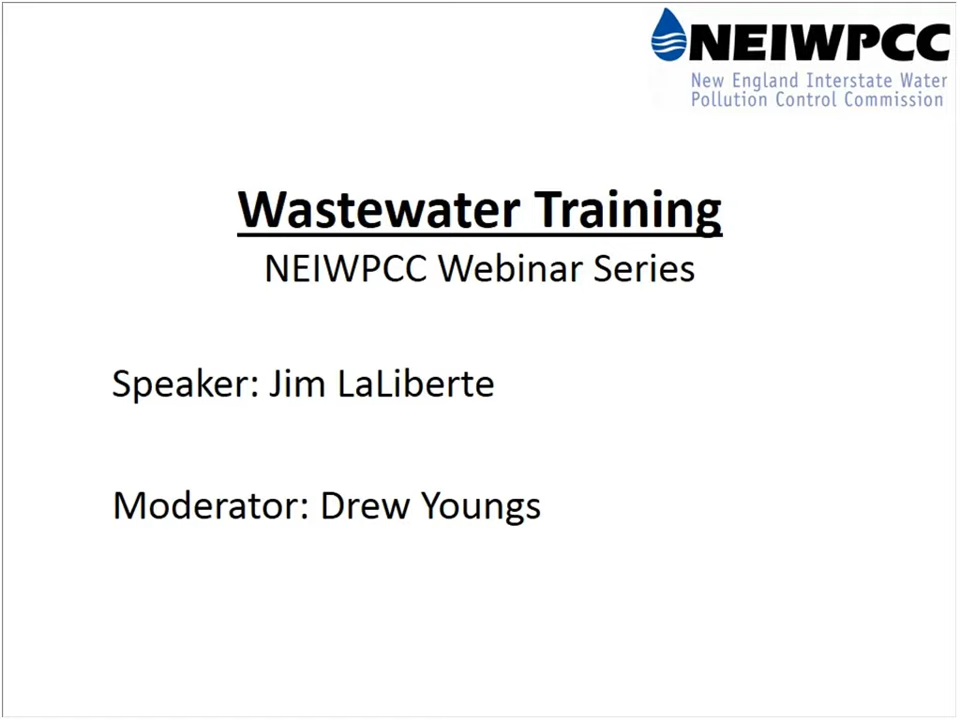 NEIWPCC
New England Interstate Water
Pollution Control Commission
Wastewater Training
NEIWPCC Webinar Series
Speaker: Jim LaLiberte
Moderator: Drew Youngs